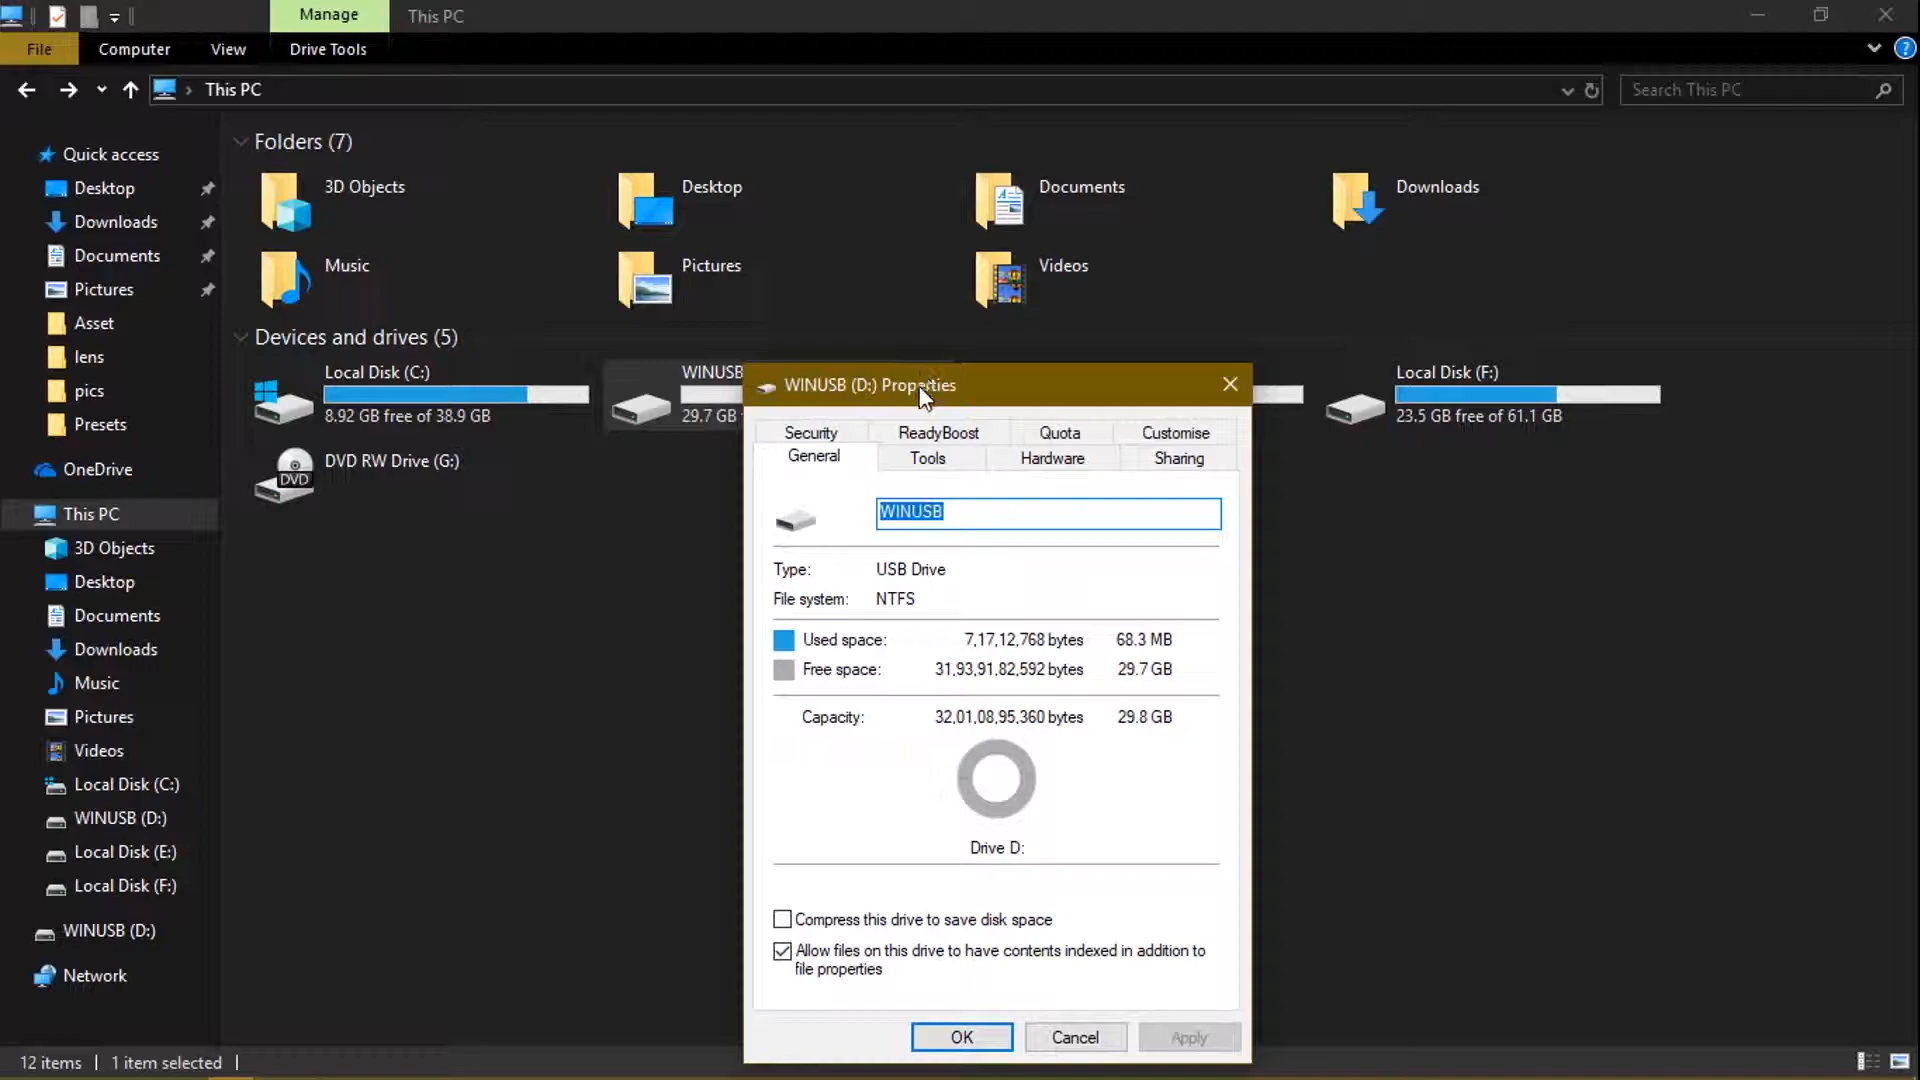 Manage
This PC
File
Computer
View
Drive Tools
This PC
Search This PC
Quick access
Desktop
Downloads
Documents
Pictures
Asset
lens
pics
Presets
OneDrive
This PC
3D Objects
Desktop
Documents
Downloads
Music
Pictures
Videos
Local Disk (C:)
WINUSB (D:)
Local Disk (E:)
Local Disk (F:)
WINUSB (D:)
Network
Folders (7)
3D Objects
Desktop
Documents
Downloads
Music
Pictures
Videos
Devices and drives (5)
Local Disk (C:)
8.92 GB free of 38.9 GB
WINUSB
29.7 GB
Local Disk (F:)
23.5 GB free of 61.1 GB
DVD RW Drive (G:)
DVD
WINUSB (D:) Properties
Security
ReadyBoost
Quota
Customise
General
Tools
Hardware
Sharing
WINUSB
Type: USB Drive
File system: NTFS
Used space: 7,17,12,768 bytes 68.3 MB
Free space: 31,93,91,82,592 bytes 29.7 GB
Capacity: 32,01,08,95,360 bytes 29.8 GB
Drive D:
Compress this drive to save disk space
Allow files on this drive to have contents indexed in addition to
file properties
OK
Cancel
Apply
12 items
1 item selected